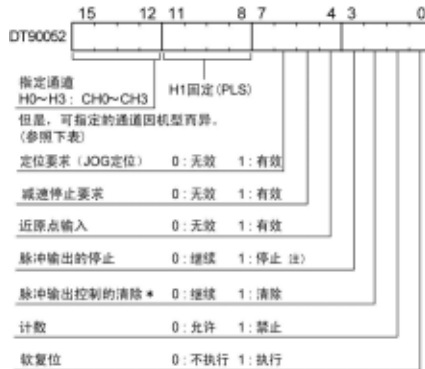 15 12 11 8 7 4 3 0
DT90052
指定通道
H0~H3: CH0~CH3
H1固定(PLS)
但是，可指定的通道因机型而异。
(参照下表)
定位要求（JOG定位） 0:无效 1:有效
减速停止要求 0:无效 1:有效
近原点输入 0:无效 1:有效
脉冲输出的停止 0:继续 1:停止 注)
脉冲输出控制的清除* 0:继续 1:清除
计数 0:允许 1:禁止
软复位 0:不执行 1:执行